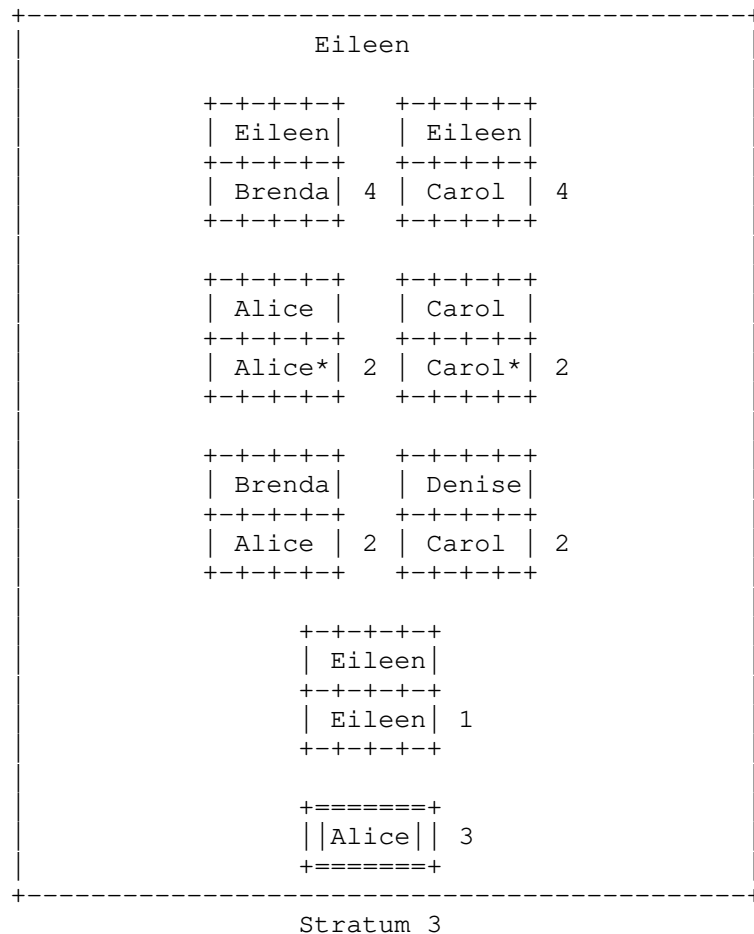 Eileen
+-+-+-+-+ +-+-+-+-+
| Eileen| | Eileen|
+-+-+-+-+ +-+-+-+-+
| Brenda| 4 | Carol | 4
+-+-+-+-+ +-+-+-+-+
+-+-+-+-+ +-+-+-+-+
| Alice | | Carol |
+-+-+-+-+ +-+-+-+-+
| Alice*| 2 | Carol*| 2
+-+-+-+-+ +-+-+-+-+
+-+-+-+-+ +-+-+-+-+
| Brenda| | Denise|
+-+-+-+-+ +-+-+-+-+
| Alice | 2 | Carol | 2
+-+-+-+-+ +-+-+-+-+
+-+-+-+-+
| Eileen|
+-+-+-+-+
| Eileen| 1
+-+-+-+-+
+=======+
||Alice|| 3
+=======+
Stratum 3